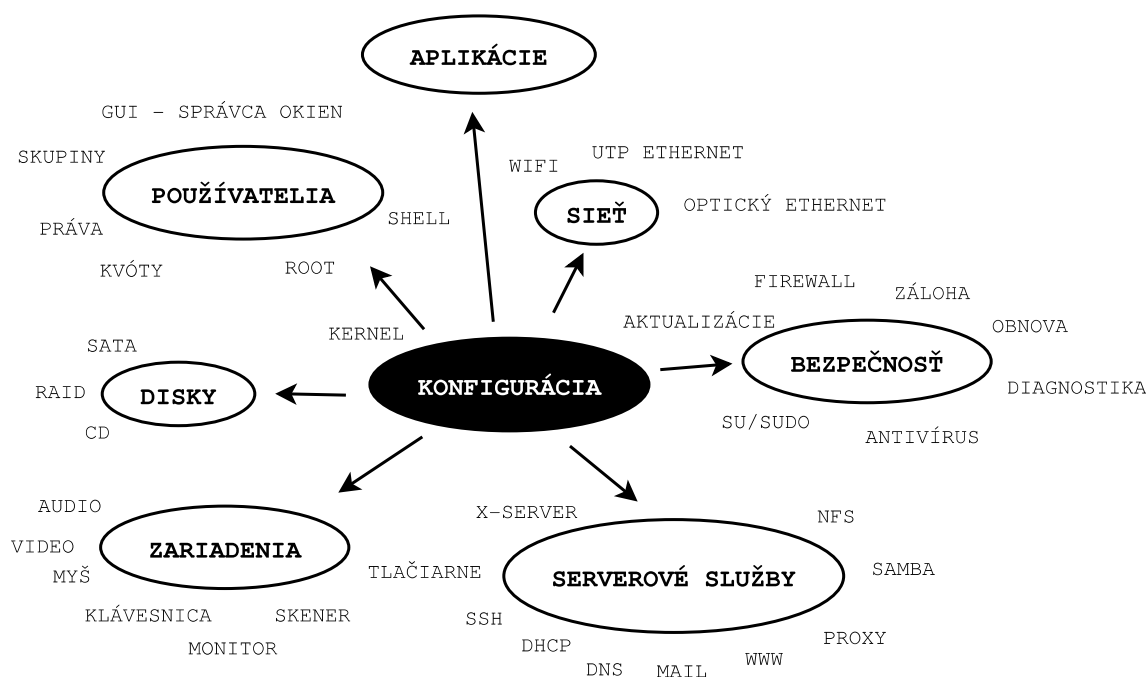 APLIKÁCIE
GUI - SPRÁVCA OKIEN
SKUPINY
POUŽÍVATELIA
PRÁVA
SHELL
KVÓTY
ROOT
WIFI
UTP ETHERNET
SIEŤ
OPTICKÝ ETHERNET
KERNEL
KONFIGURÁCIA
FIREWALL
ZÁLOHA
AKTUALIZÁCIE
OBNOVA
BEZPEČNOSŤ
DIAGNOSTIKA
SU/SUDO
ANTIVÍRUS
SATA
RAID
DISKY
CD
AUDIO
VIDEO
ZARIADENIA
MYŠ
TLAČIARNE
KLÁVESNICA
SKENER
MONITOR
X-SERVER
NFS
SERVEROVÉ SLUŽBY
SAMBA
SSH
DHCP
DNS
MAIL
WWW
PROXY